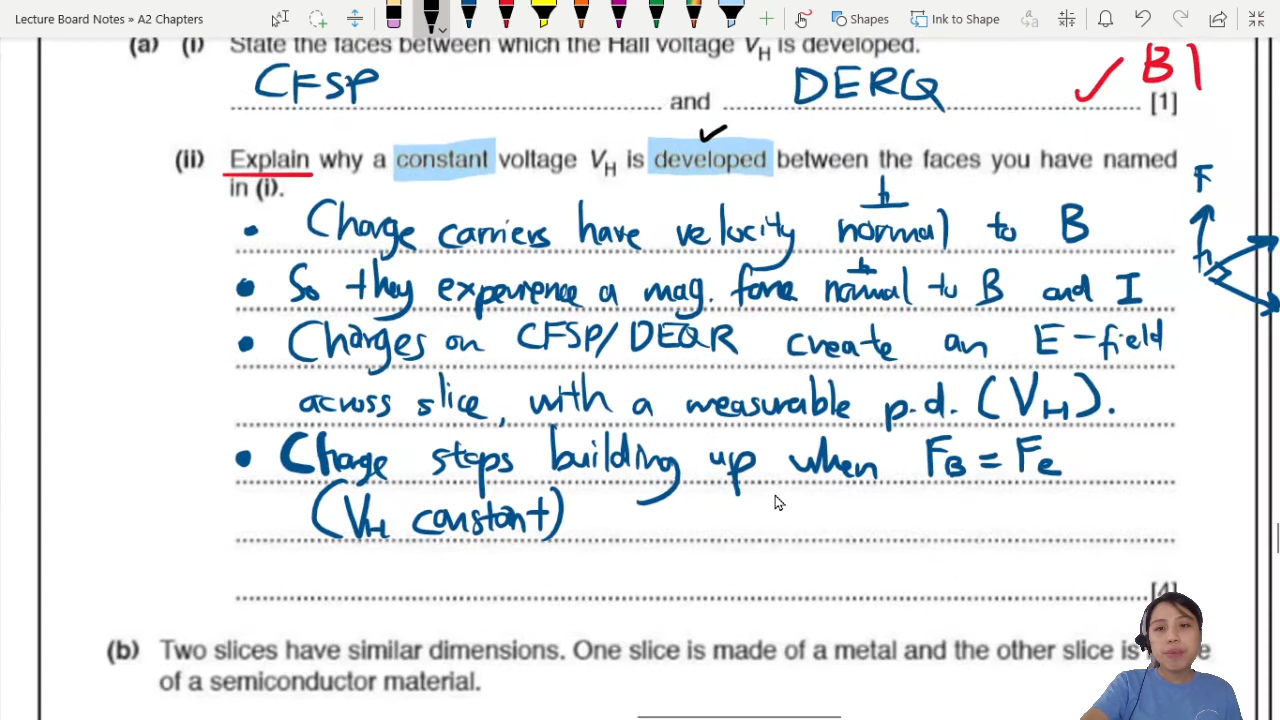 Lecture Board Notes » A2 Chapters
Shapes
Ink to Shape
(a) (i) State the faces between which the Hall voltage VH is developed.
CFSP and DERQ [1]
✓ B1
(ii) Explain why a constant voltage VH is developed between the faces you have named
in (i).
F
• Charge carriers have velocity normal to B
• So they experience a mag. force normal to B and I
• Charges on CFSP/DEQR create an E-field
across slice, with a measurable p.d. (VH).
• Charge stops building up when FB = FE
(VH constant)
[4]
(b) Two slices have similar dimensions. One slice is made of a metal and the other slice is
of a semiconductor material.